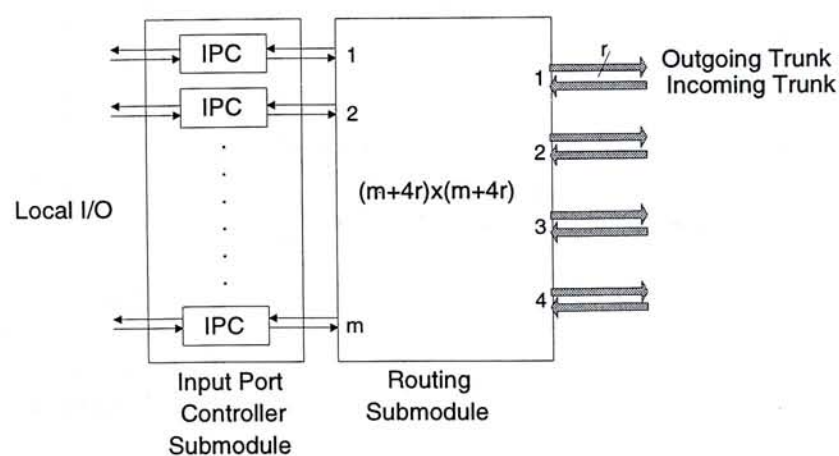 IPC
1
r
Outgoing Trunk
1
Incoming Trunk
IPC
2
2
(m+4r)x(m+4r)
Local I/O
3
4
IPC
m
Input Port
Controller
Submodule
Routing
Submodule